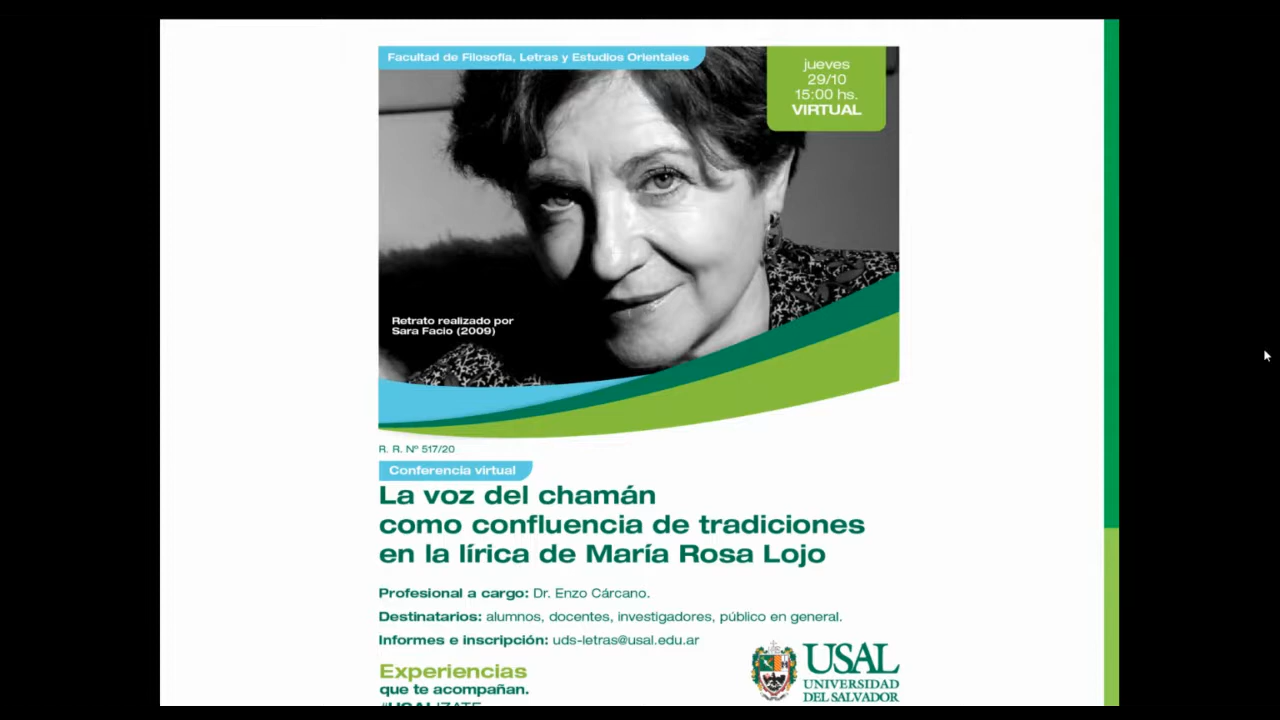 Facultad de Filosofía, Letras y Estudios Orientales
jueves
29/10
15:00 hs.
VIRTUAL
Retrato realizado por
Sara Facio (2009)
R. R. Nº 517/20
Conferencia virtual
La voz del chamán
como confluencia de tradiciones
en la lírica de María Rosa Lojo
Profesional a cargo: Dr. Enzo Cárcano.
Destinatarios: alumnos, docentes, investigadores, público en general.
Informes e inscripción: uds-letras@usal.edu.ar
Experiencias
que te acompañan.
#USALIZATE
USAL
UNIVERSIDAD
DEL SALVADOR